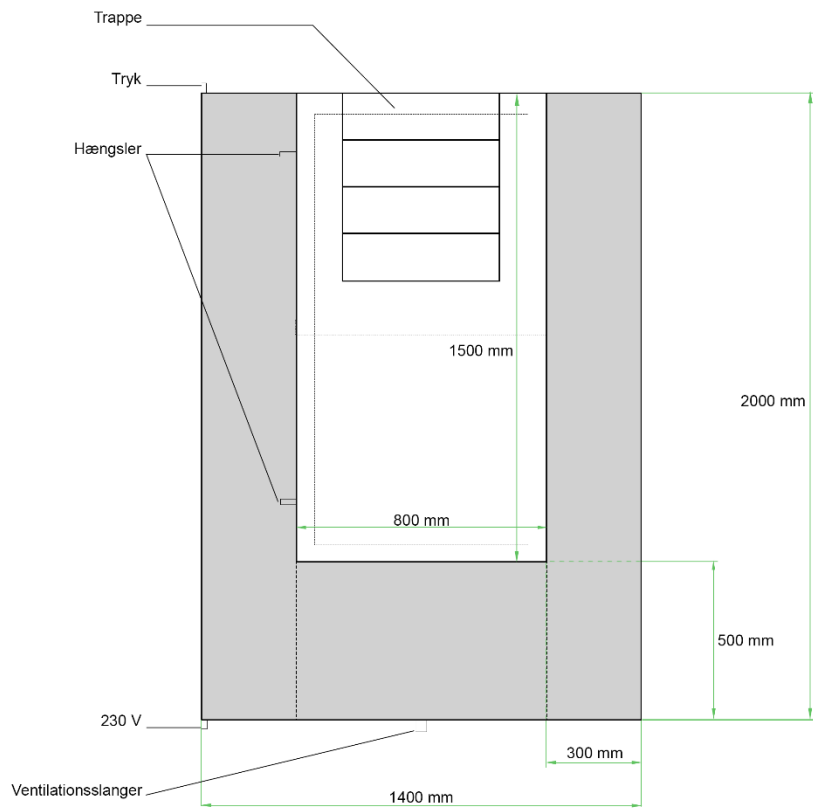 Trappe
Tryk
Hængsler
1500 mm
2000 mm
800 mm
500 mm
230 V
300 mm
Ventilationsslanger
1400 mm